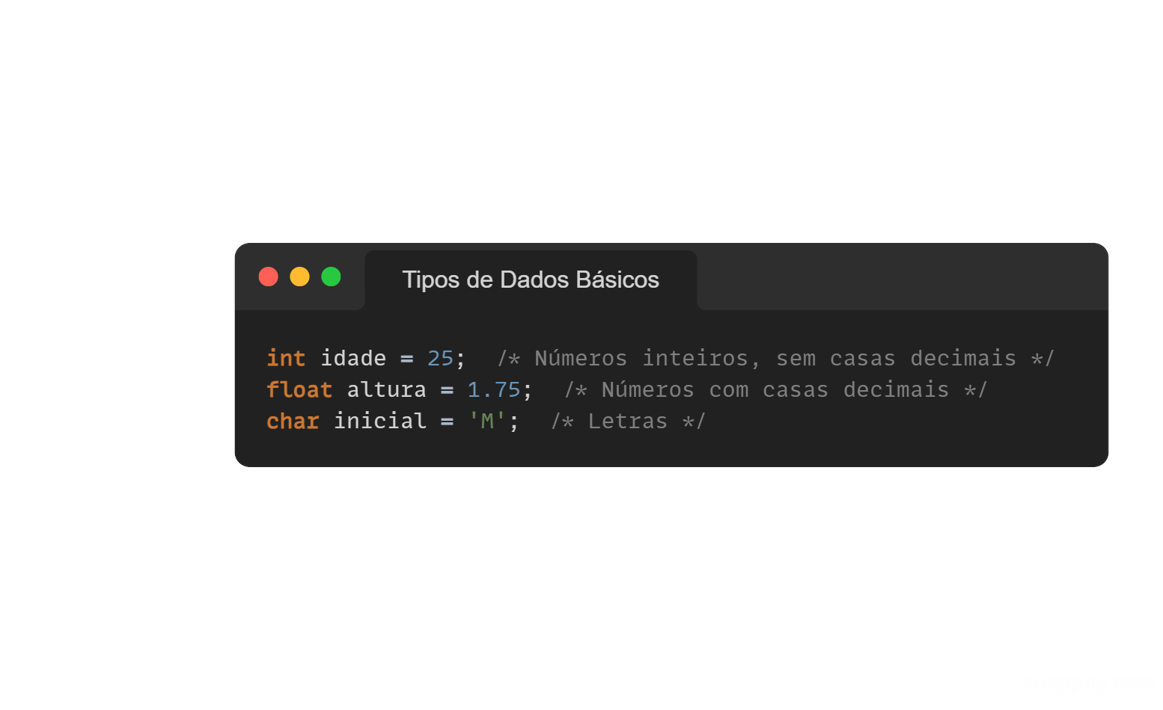 Tipos de Dados Básicos
int idade = 25;  /* Números inteiros, sem casas decimais */
float altura = 1.75;  /* Números com casas decimais */
char inicial = 'M';  /* Letras */